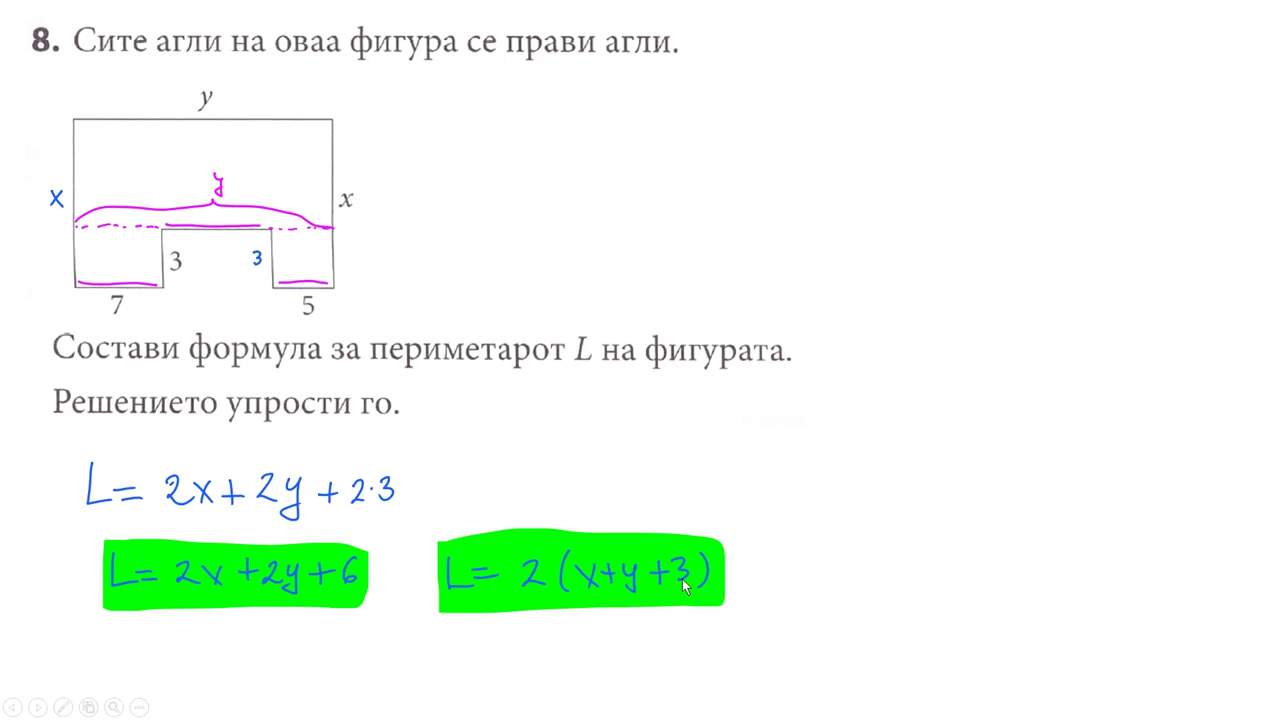 8. Сите агли на оваа фигура се прави агли.
y
y
x
x
3
3
7
5
Состави формула за периметарот L на фигурата.
Решението упрости го.
L= 2x+2y+2·3
L= 2x+2y+6
L= 2(x+y+3)